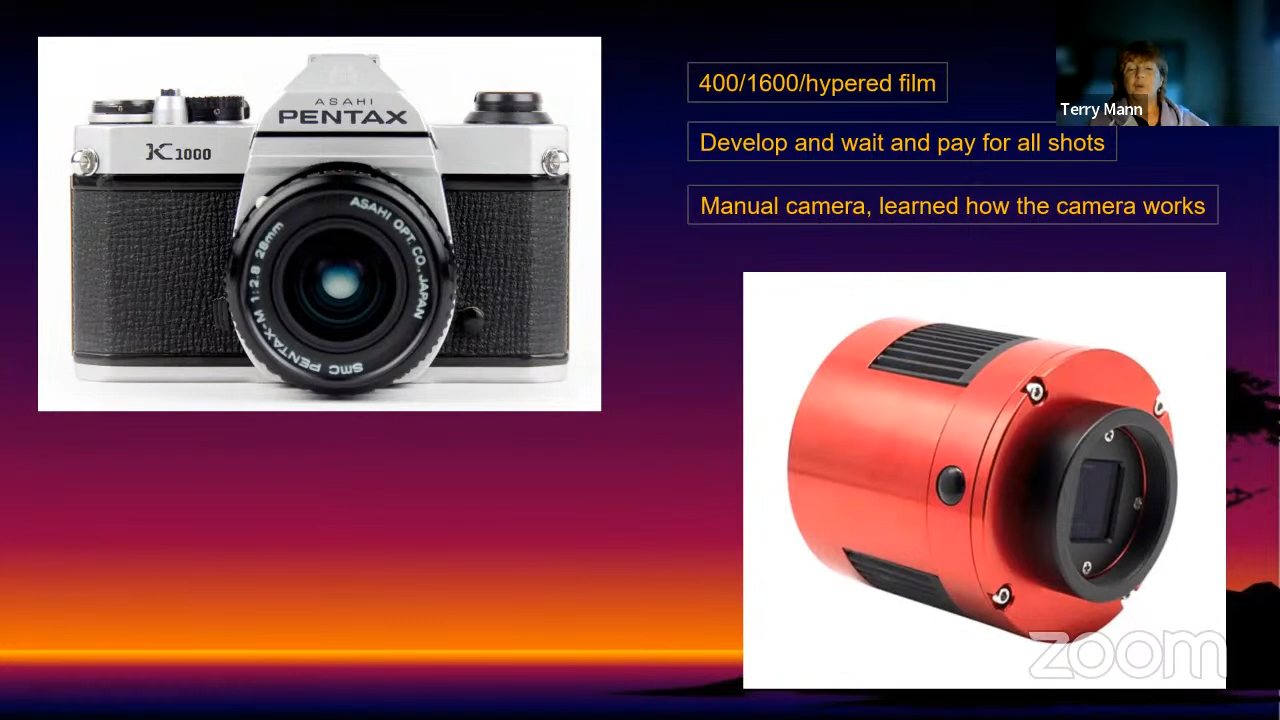 ASAHI
PENTAX
K1000
ASAHI OPT. CO., JAPAN
SMC PENTAX-M 1:2.8 28mm
400/1600/hypered film
Terry Mann
Develop and wait and pay for all shots
Manual camera, learned how the camera works
zoom